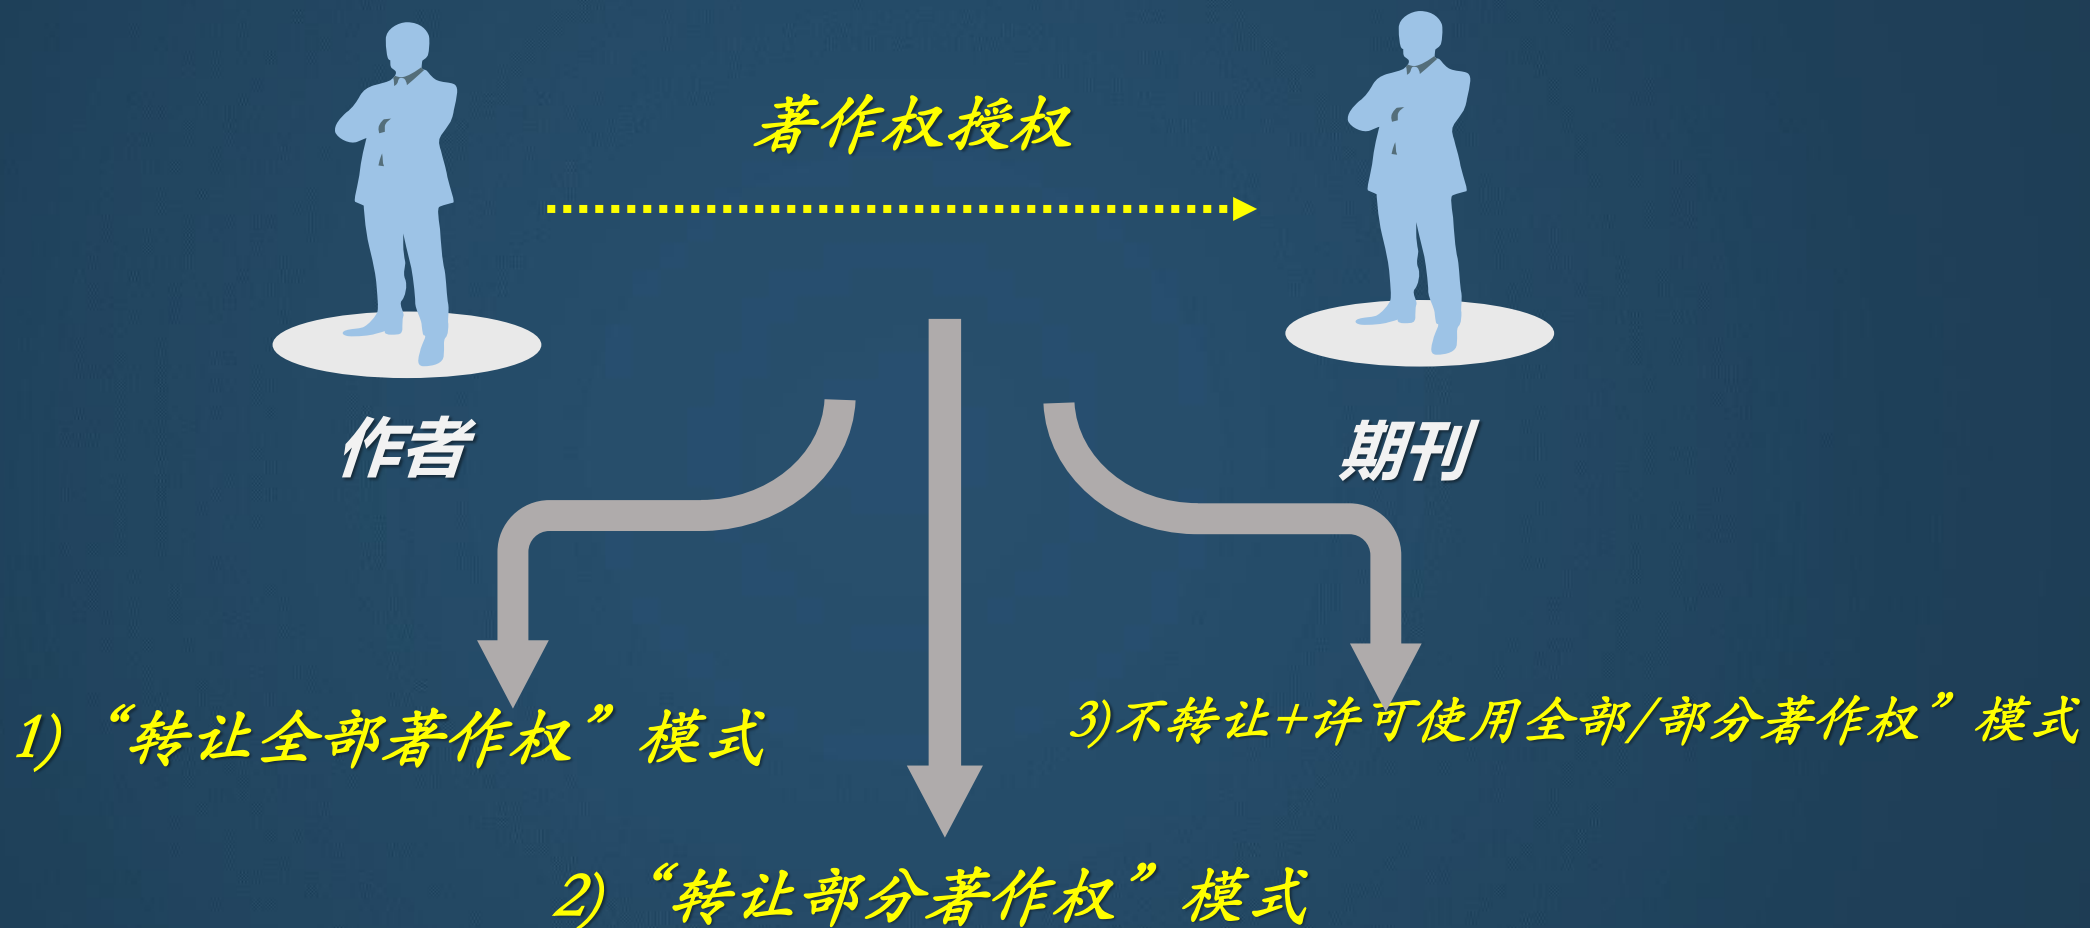 著作权授权
作者
期刊
1) “转让全部著作权”模式
3)不转让+许可使用全部/部分著作权”模式
2) “转让部分著作权”模式